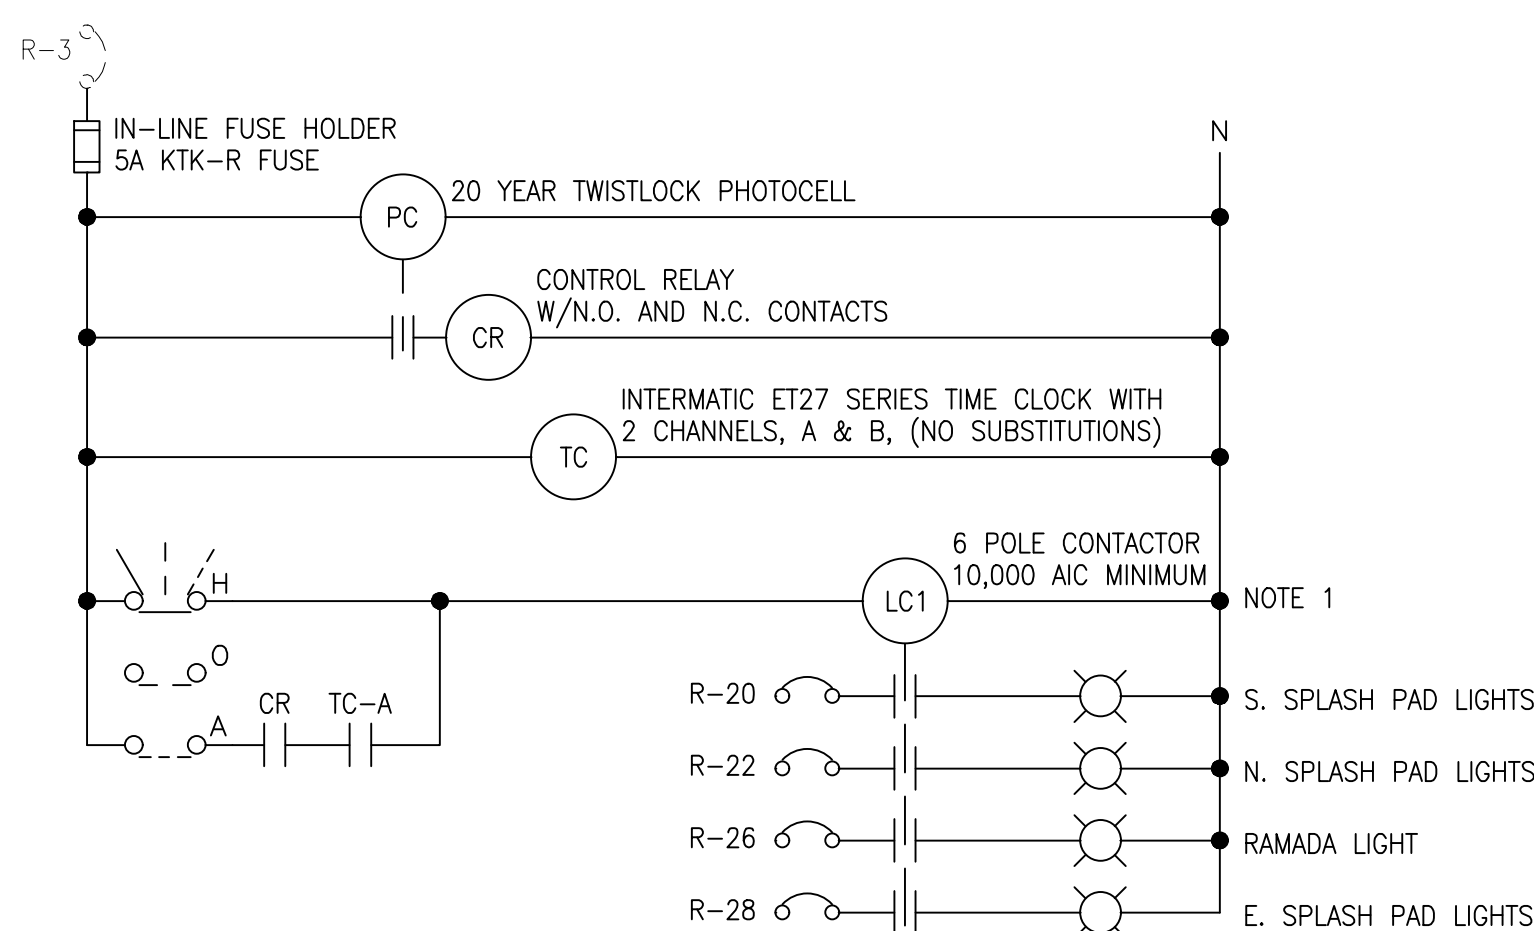 R-3
IN-LINE FUSE HOLDER
5A KTK-R FUSE
N
PC
20 YEAR TWISTLOCK PHOTOCELL
CONTROL RELAY
W/N.O. AND N.C. CONTACTS
CR
INTERMATIC ET27 SERIES TIME CLOCK WITH
2 CHANNELS, A & B, (NO SUBSTITUTIONS)
TC
6 POLE CONTACTOR
10,000 AIC MINIMUM
H
LC1
NOTE 1
O
R-20
S. SPLASH PAD LIGHTS
CR
TC-A
A
R-22
N. SPLASH PAD LIGHTS
R-26
RAMADA LIGHT
R-28
E. SPLASH PAD LIGHTS